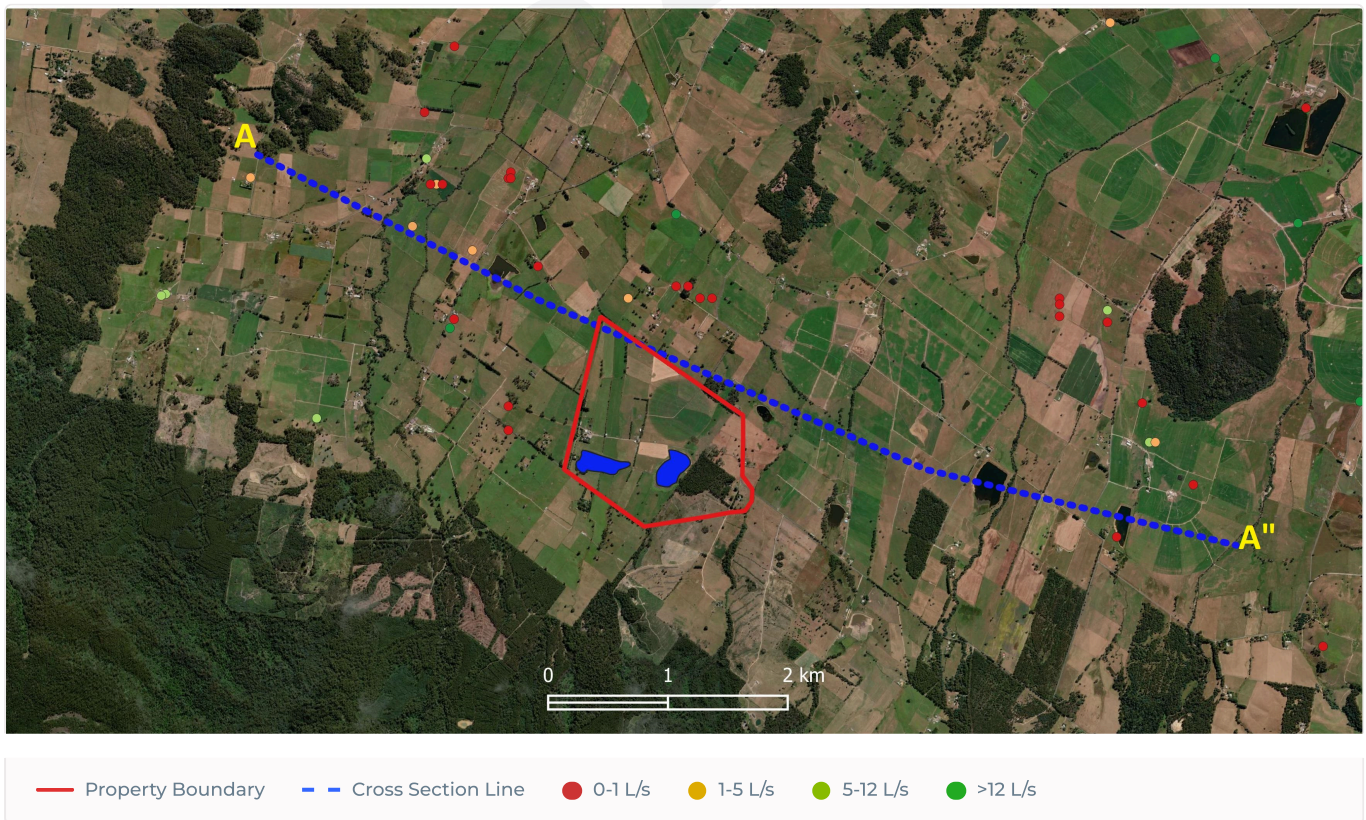 A
A"
0 1 2 km
Property Boundary Cross Section Line 0-1 L/s 1-5 L/s 5-12 L/s >12 L/s